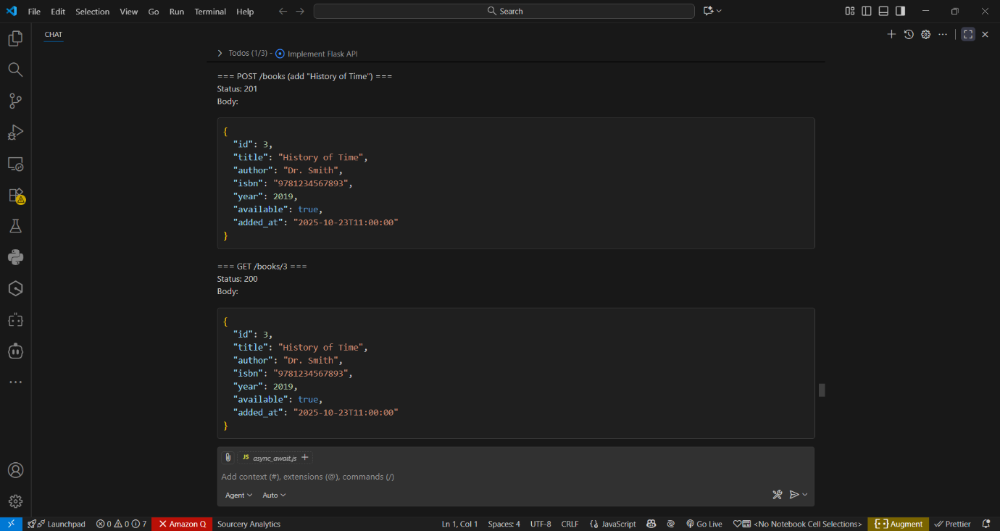 File Edit Selection View Go Run Terminal Help
Search
CHAT
Todos (1/3) - Implement Flask API
=== POST /books (add "History of Time") ===
Status: 201
Body:
{
"id": 3,
"title": "History of Time",
"author": "Dr. Smith",
"isbn": "9781234567893",
"year": 2019,
"available": true,
"added_at": "2025-10-23T11:00:00"
}
=== GET /books/3 ===
Status: 200
Body:
{
"id": 3,
"title": "History of Time",
"author": "Dr. Smith",
"isbn": "9781234567893",
"year": 2019,
"available": true,
"added_at": "2025-10-23T11:00:00"
}
JS async_await.js +
Add context (#), extensions (@), commands (/)
Agent Auto
Launchpad 0 0 7 Amazon Q Sourcery Analytics Ln 1, Col 1 Spaces: 4 UTF-8 CRLF {} JavaScript Go Live <No Notebook Cell Selections> Augment Prettier